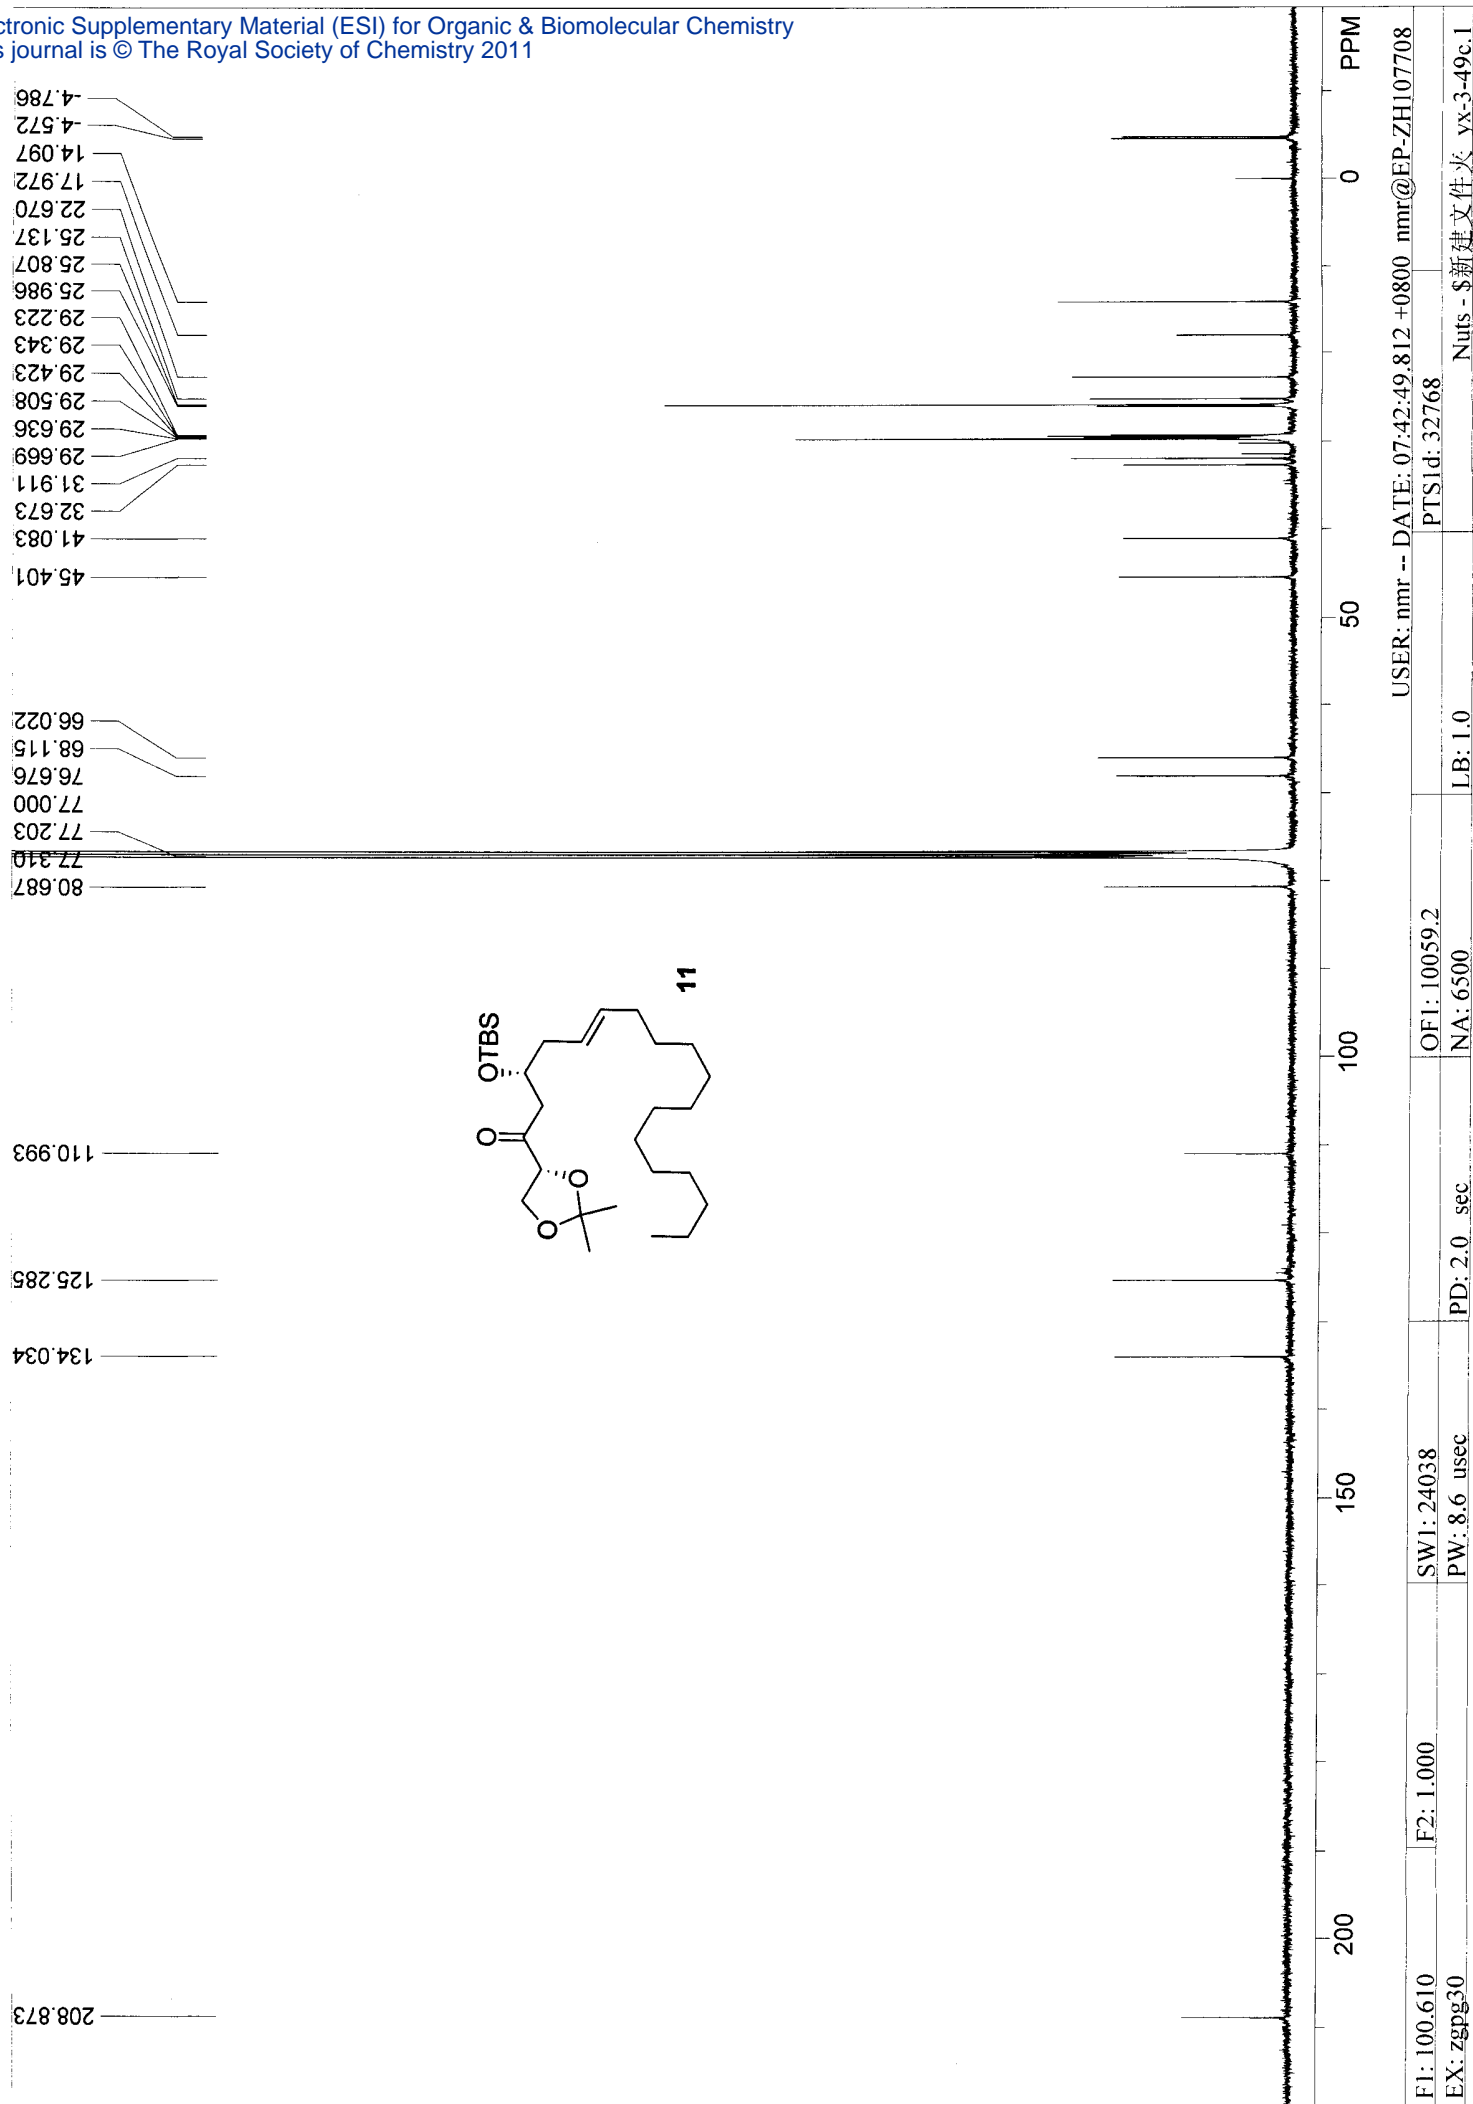 ctronic Supplementary Material (ESI) for Organic & Biomolecular Chemistry
s journal is © The Royal Society of Chemistry 2011
-4.786
-4.572
14.097
17.972
22.670
25.137
25.807
25.986
29.223
29.343
29.423
29.508
29.636
29.669
31.911
32.673
41.083
45.401
66.022
68.115
76.676
77.000
77.203
77.310
80.687
110.993
125.285
134.034
208.873
OTBS
O
O
O
11
PPM
0
50
100
150
200
USER: nmr -- DATE: 07:42:49.812 +0800 nmr@EP-ZH107708
F1: 100.610
F2: 1.000
SW1: 24038
OF1: 10059.2
PTS1d: 32768
EX: zgpg30
PW: 8.6 usec
PD: 2.0 sec
NA: 6500
LB: 1.0
Nuts - $新建文件火 yx-3-49c.1